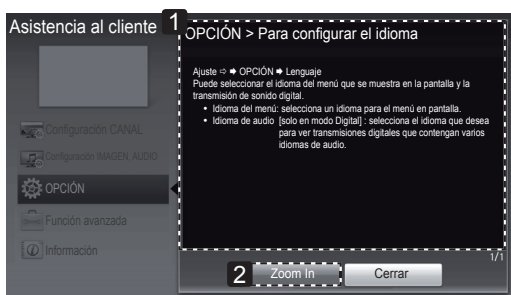 Asistencia al cliente
1
OPCIÓN > Para configurar el idioma
Ajuste ➪ ➧ OPCIÓN ➧ Lenguaje
Puede seleccionar el idioma del menú que se muestra en la pantalla y la
transmisión de sonido digital.
• Idioma del menú: selecciona un idioma para el menú en pantalla.
• Idioma de audio [solo en modo Digital] : selecciona el idioma que desea
para ver transmisiones digitales que contengan varios
idiomas de audio.
Configuración CANAL
Configuración IMAGEN, AUDIO
OPCIÓN
Función avanzada
Información
1/1
2
Zoom In
Cerrar